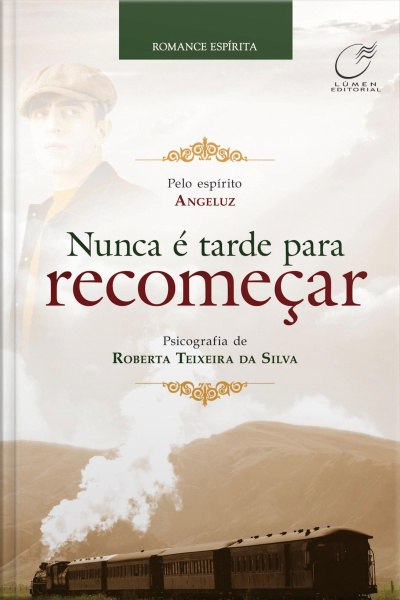 ROMANCE ESPÍRITA
LÚMEN
EDITORIAL
Pelo espírito
ANGELUZ
Nunca é tarde para
recomeçar
Psicografia de
ROBERTA TEIXEIRA DA SILVA